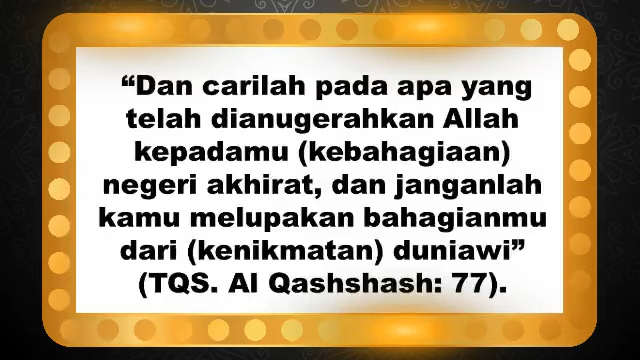 “Dan carilah pada apa yang
telah dianugerahkan Allah
kepadamu (kebahagiaan)
negeri akhirat, dan janganlah
kamu melupakan bahagianmu
dari (kenikmatan) duniawi”
(TQS. Al Qashshash: 77).